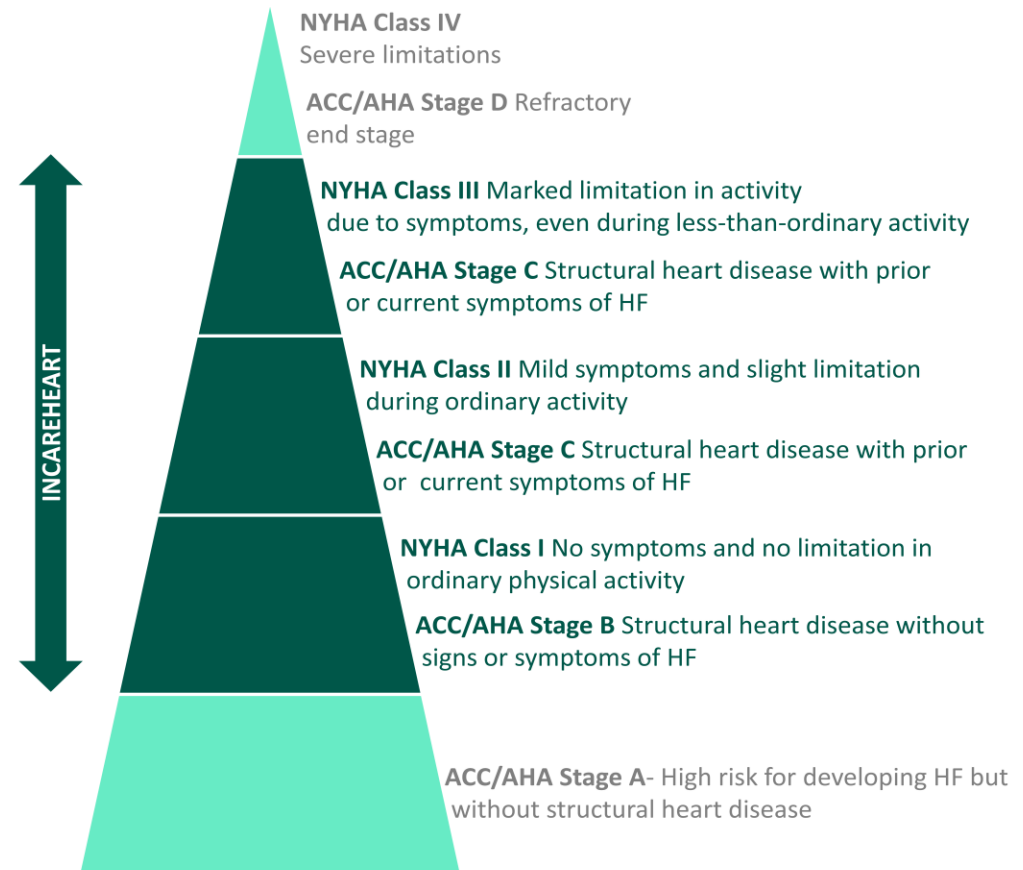 NYHA Class IV
Severe limitations
ACC/AHA Stage D Refractory
end stage
NYHA Class III Marked limitation in activity
due to symptoms, even during less-than-ordinary activity
ACC/AHA Stage C Structural heart disease with prior
or current symptoms of HF
INCAREHEART
NYHA Class II Mild symptoms and slight limitation
during ordinary activity
ACC/AHA Stage C Structural heart disease with prior
or  current symptoms of HF
NYHA Class I No symptoms and no limitation in
ordinary physical activity
ACC/AHA Stage B Structural heart disease without
signs or symptoms of HF
ACC/AHA Stage A- High risk for developing HF but
without structural heart disease